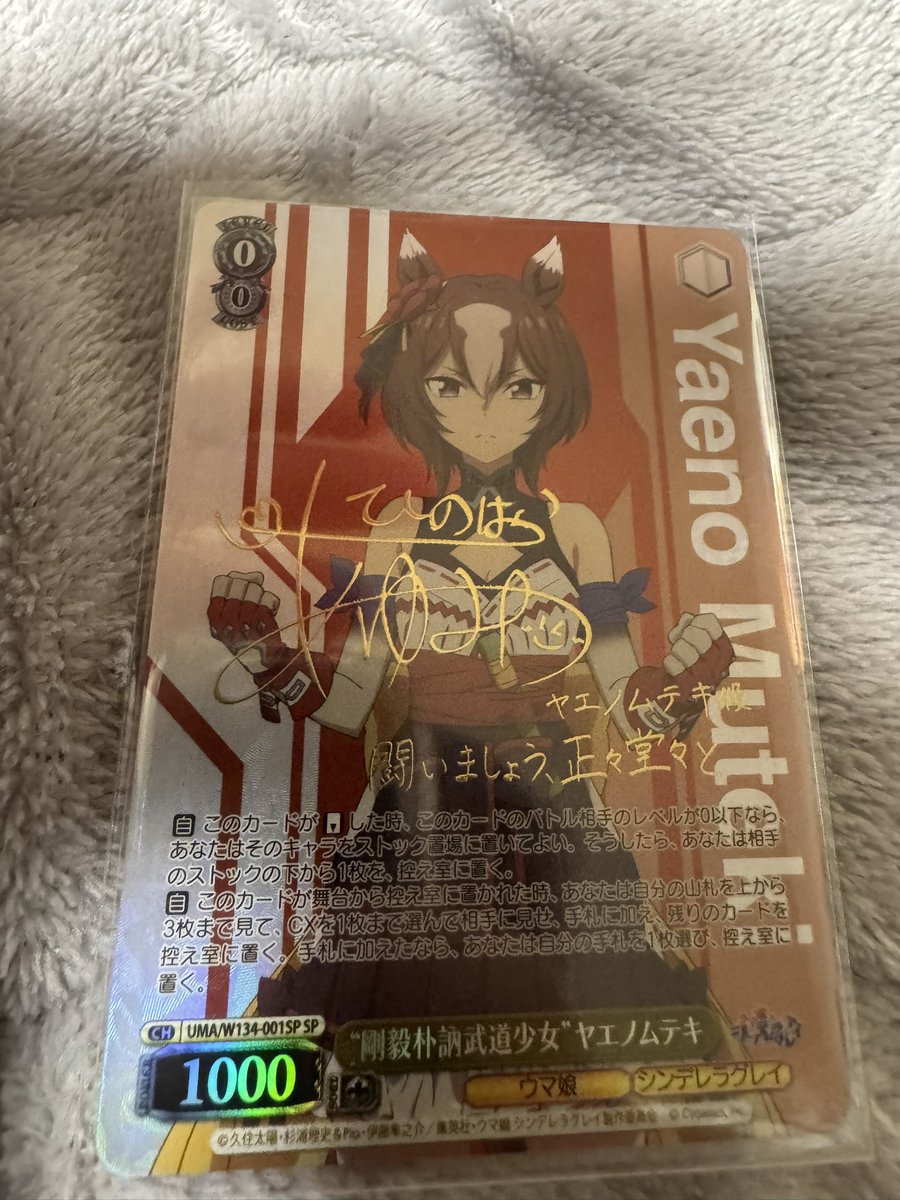 LEVEL
0
0
COST
Yaeno Muteki
ひのはら
ヤエノムテキ役
闘いましょう、正々堂々と
自 このカードが した時、このカードのバトル相手のレベルが0以下なら、
あなたはそのキャラをストック置場に置いてよい。そうしたら、あなたは相手
のストックの下から1枚を、控え室に置く。
自 このカードが舞台から控え室に置かれた時、あなたは自分の山札を上から
3枚まで見て、CXを1枚まで選んで相手に見せ、手札に加え、残りのカードを
控え室に置く。手札に加えたなら、あなたは自分の手札を1枚選び、控え室に
置く。
CH UMA/W134-001SP SP
“剛毅朴訥武道少女”ヤエノムテキ
1000
ウマ娘 シンデレラグレイ
©久住太陽・杉浦理史＆Pita・伊藤隼之介／集英社・ウマ娘 シンデレラグレイ製作委員会 © Cygames, Inc.